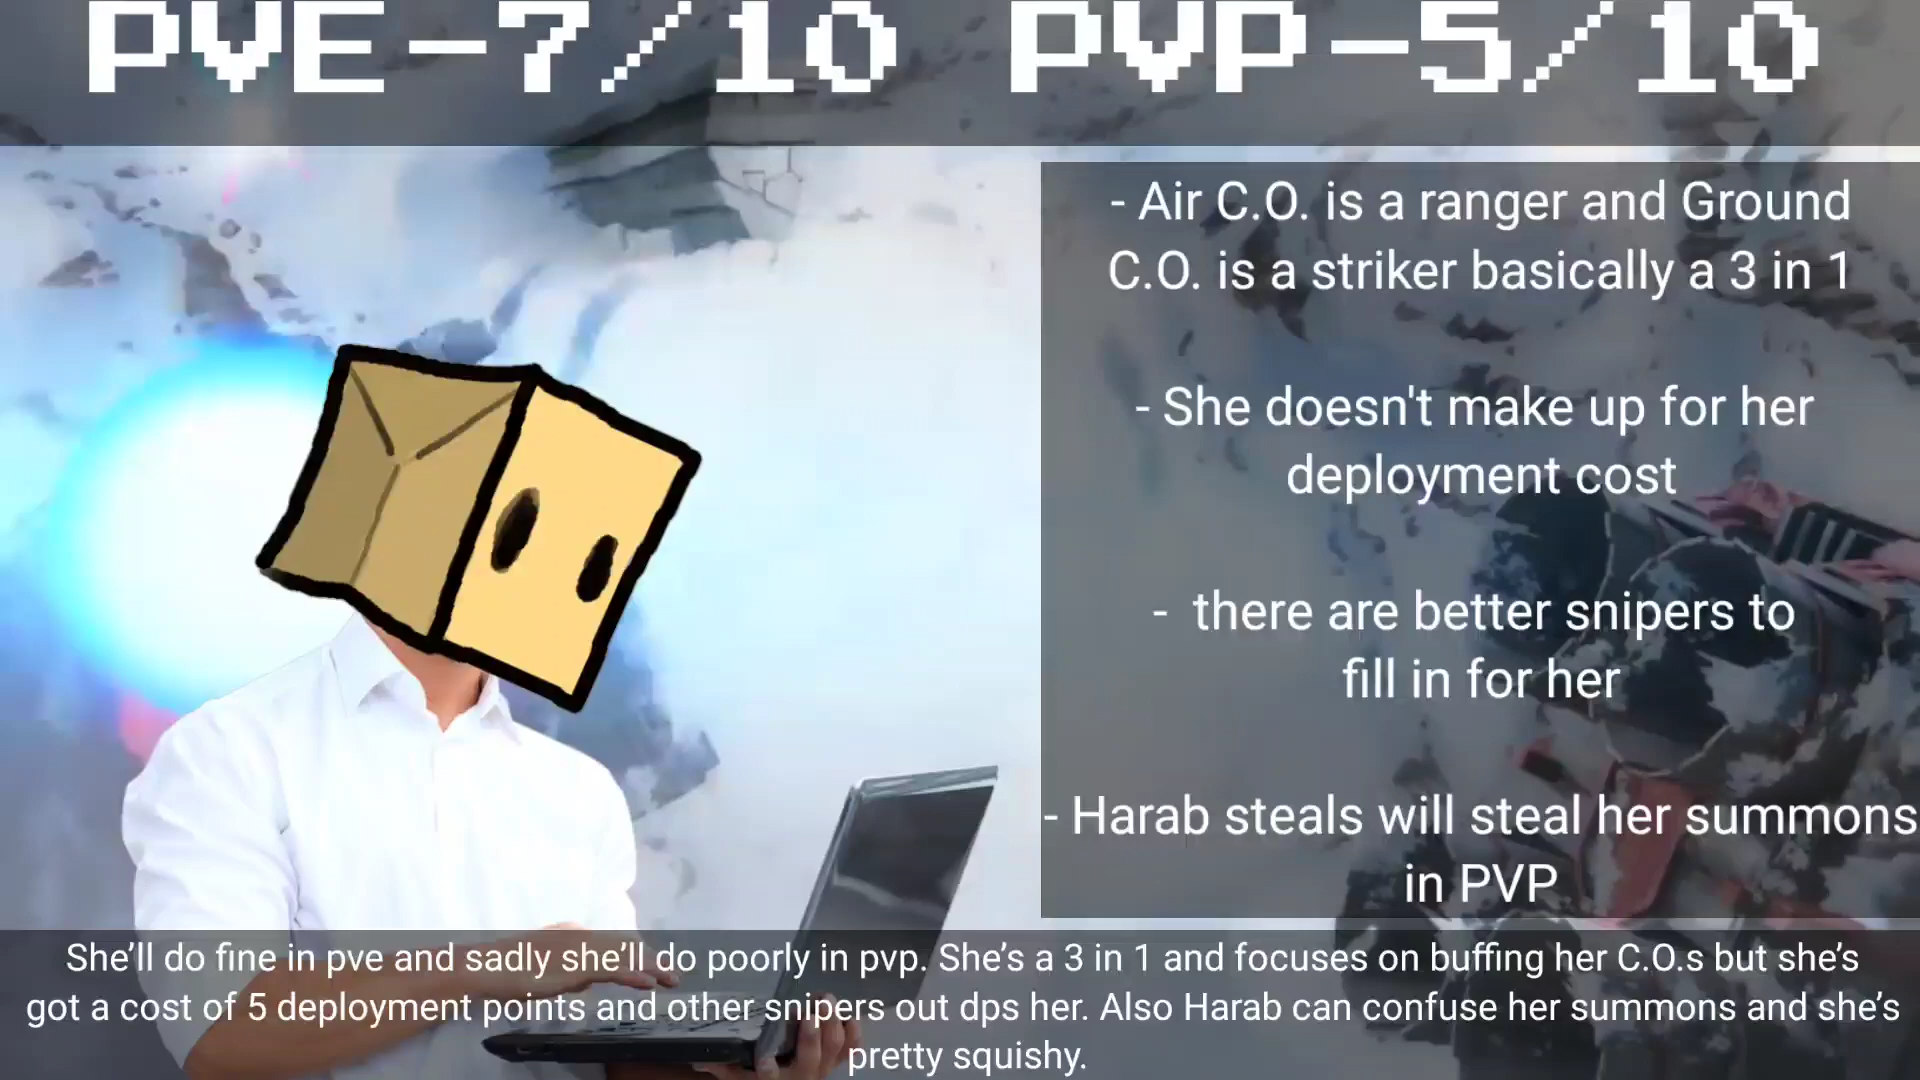 PVE-7/10 PVP-5/10
- Air C.O. is a ranger and Ground
C.O. is a striker basically a 3 in 1
- She doesn't make up for her
deployment cost
- there are better snipers to
fill in for her
- Harab steals will steal her summons
in PVP
She’ll do fine in pve and sadly she’ll do poorly in pvp. She’s a 3 in 1 and focuses on buffing her C.O.s but she’s
got a cost of 5 deployment points and other snipers out dps her. Also Harab can confuse her summons and she’s
pretty squishy.